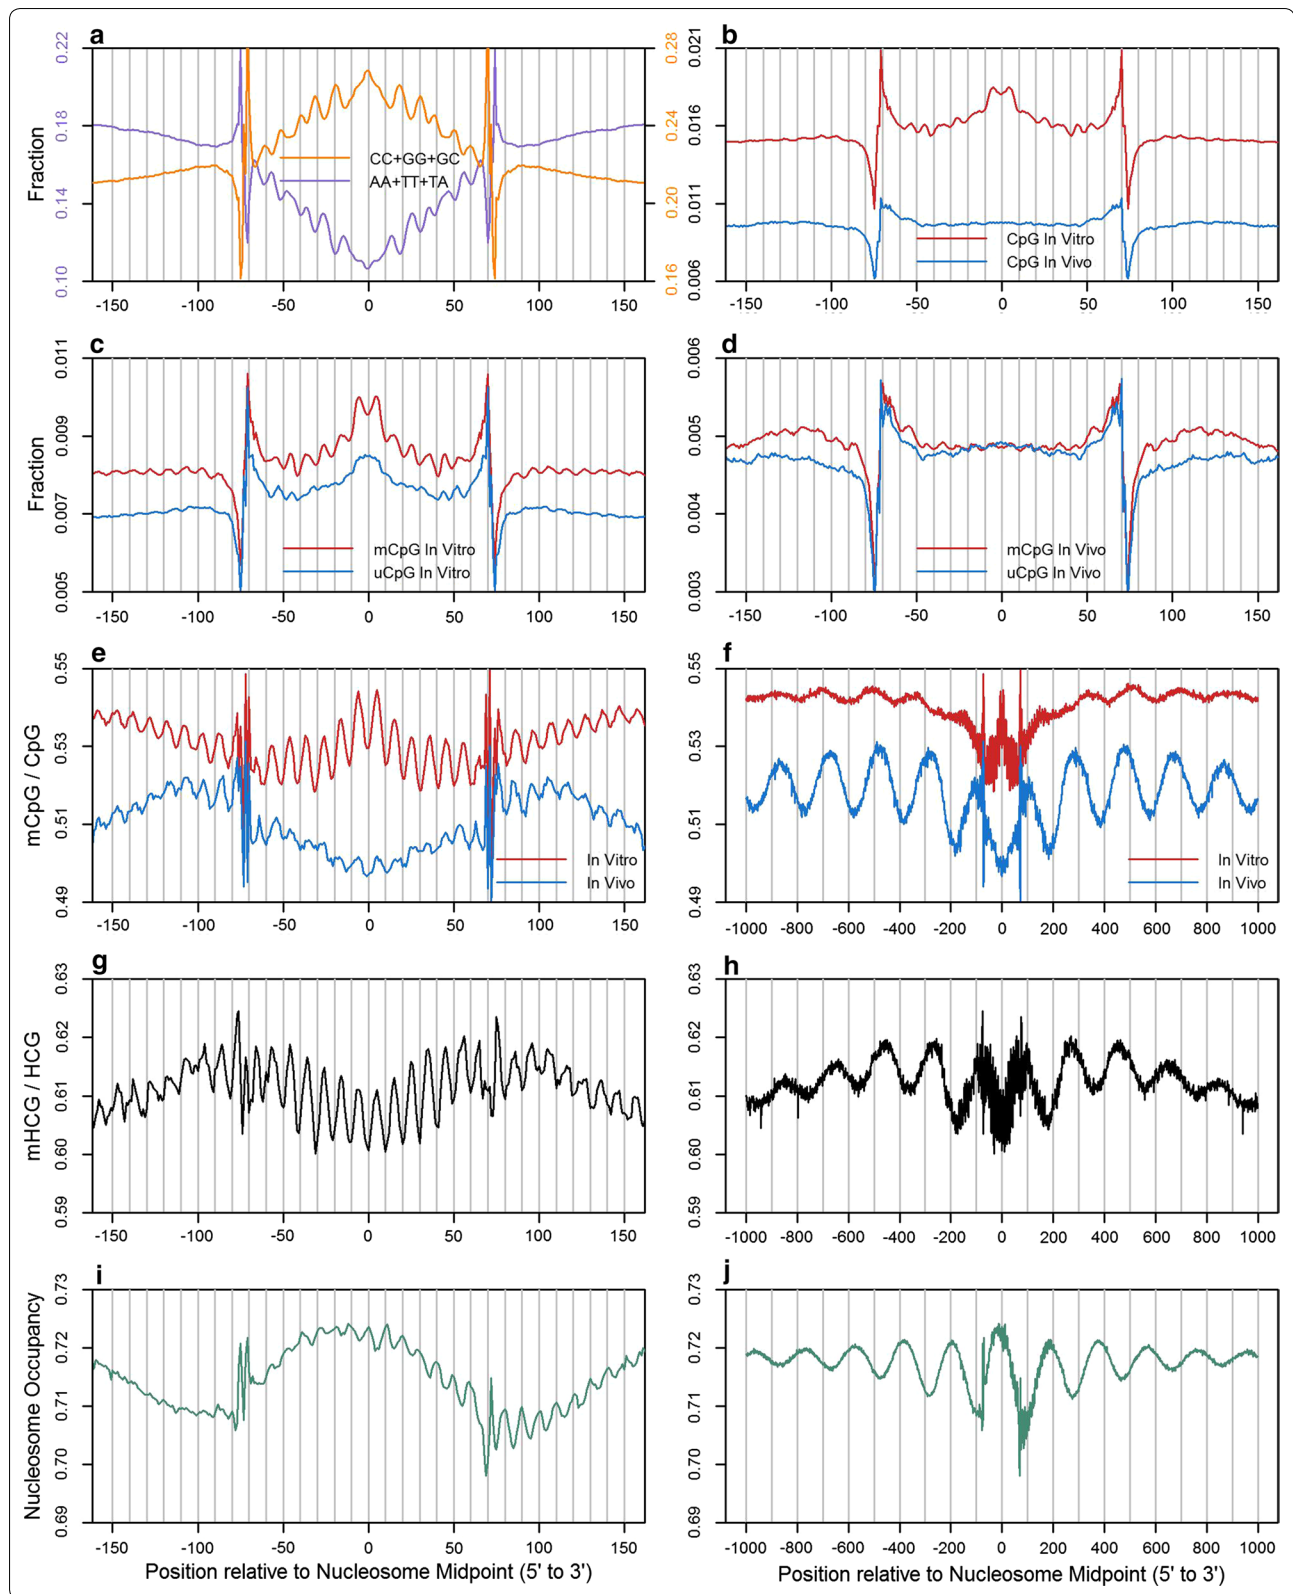 a
0.22
0.18
0.14
0.10
Fraction
0.28
0.24
0.20
0.16
CC+GG+GC
AA+TT+TA
-150 -100 -50 0 50 100 150
b
0.021
0.016
0.011
0.006
CpG In Vitro
CpG In Vivo
-150 -100 -50 0 50 100 150
c
0.011
0.009
0.007
0.005
Fraction
mCpG In Vitro
uCpG In Vitro
-150 -100 -50 0 50 100 150
d
0.006
0.005
0.004
0.003
mCpG In Vivo
uCpG In Vivo
-150 -100 -50 0 50 100 150
e
0.55
0.53
0.51
0.49
mCpG / CpG
In Vitro
In Vivo
-150 -100 -50 0 50 100 150
f
0.55
0.53
0.51
0.49
In Vitro
In Vivo
-1000 -800 -600 -400 -200 0 200 400 600 800 1000
g
0.63
0.62
0.61
0.60
0.59
mHCG / HCG
-150 -100 -50 0 50 100 150
h
0.63
0.62
0.61
0.60
0.59
-1000 -800 -600 -400 -200 0 200 400 600 800 1000
i
0.73
0.72
0.71
0.70
0.69
Nucleosome Occupancy
-150 -100 -50 0 50 100 150
Position relative to Nucleosome Midpoint (5' to 3')
j
0.73
0.72
0.71
0.70
0.69
-1000 -800 -600 -400 -200 0 200 400 600 800 1000
Position relative to Nucleosome Midpoint (5' to 3')